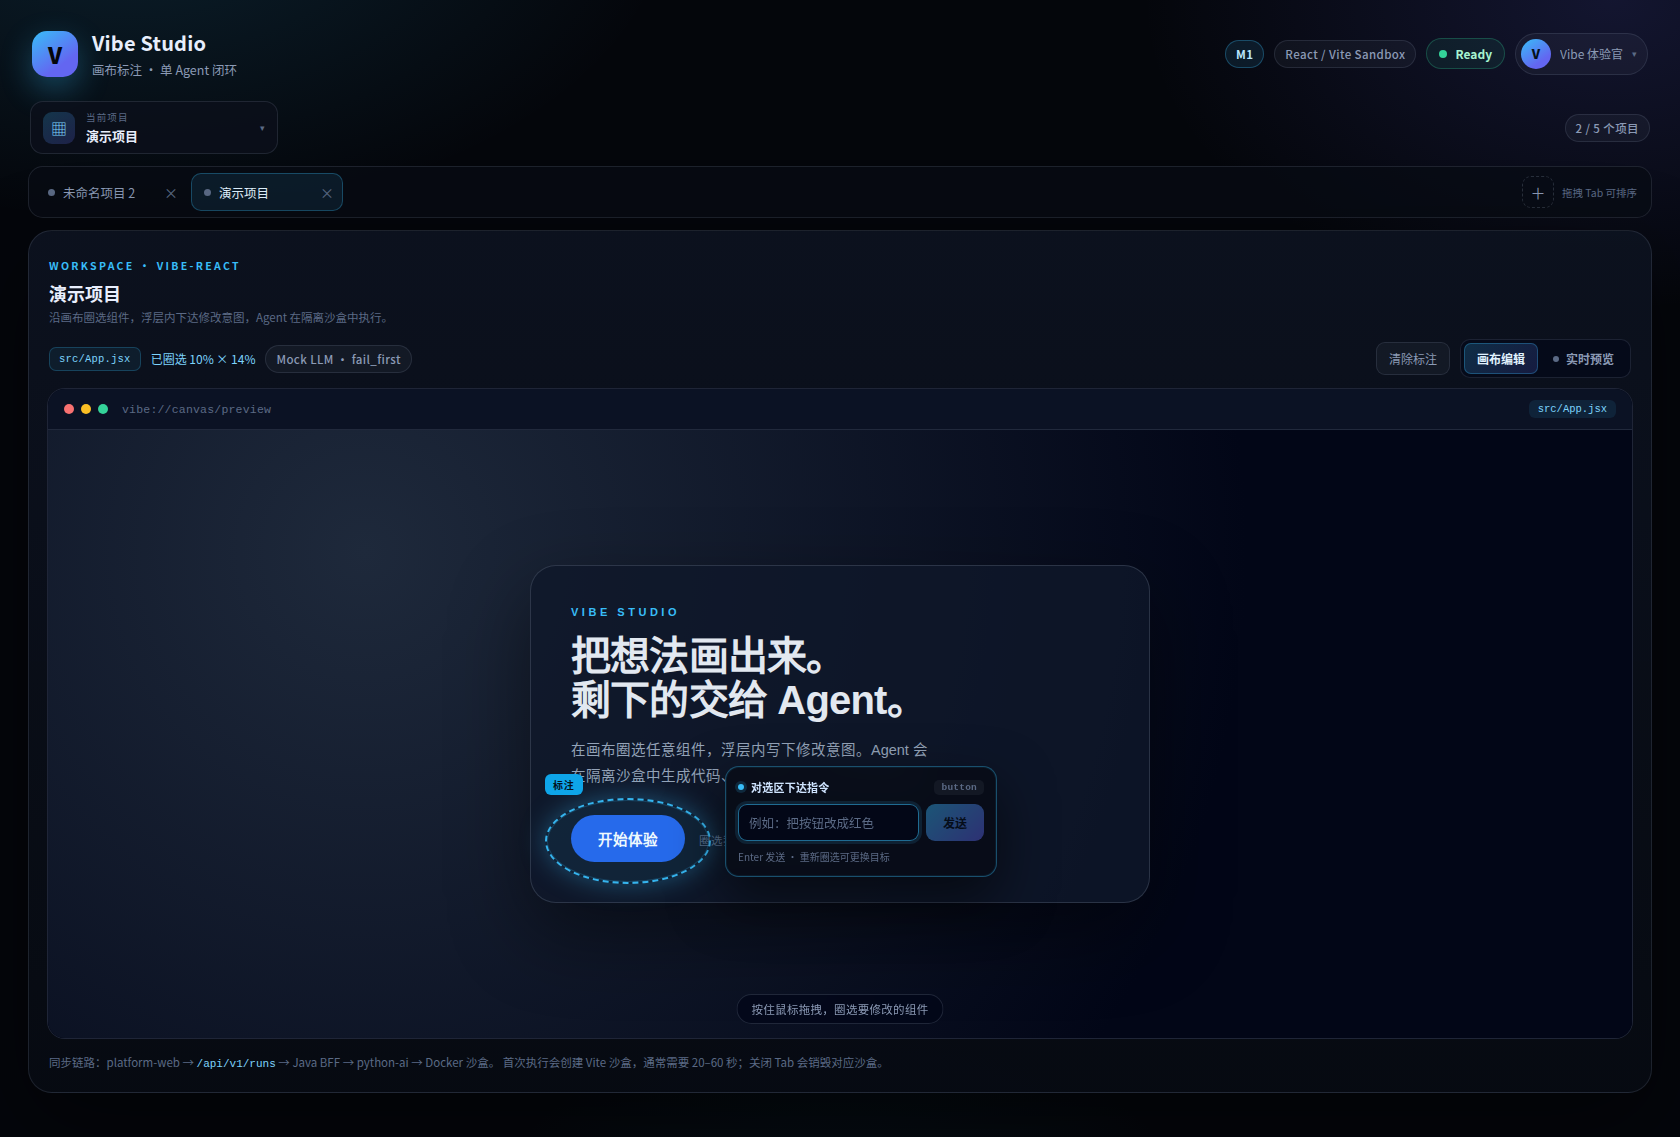 V
Vibe Studio
画布标注 · 单 Agent 闭环
M1
React / Vite Sandbox
Ready
V
Vibe 体验官
当前项目
演示项目
2 / 5 个项目
未命名项目 2
演示项目
拖拽 Tab 可排序
WORKSPACE · VIBE-REACT
演示项目
沿画布圈选组件，浮层内下达修改意图，Agent 在隔离沙盒中执行。
src/App.jsx
已圈选 10% × 14%
Mock LLM · fail_first
清除标注
画布编辑
实时预览
vibe://canvas/preview
src/App.jsx
VIBE STUDIO
把想法画出来。
剩下的交给 Agent。
在画布圈选任意组件，浮层内写下修改意图。Agent 会
在隔离沙盒中生成代码、
标注
开始体验
圈选
对选区下达指令
button
例如：把按钮改成红色
发送
Enter 发送 · 重新圈选可更换目标
按住鼠标拖拽，圈选要修改的组件
同步链路：platform-web → /api/v1/runs → Java BFF → python-ai → Docker 沙盒。 首次执行会创建 Vite 沙盒，通常需要 20–60 秒；关闭 Tab 会销毁对应沙盒。